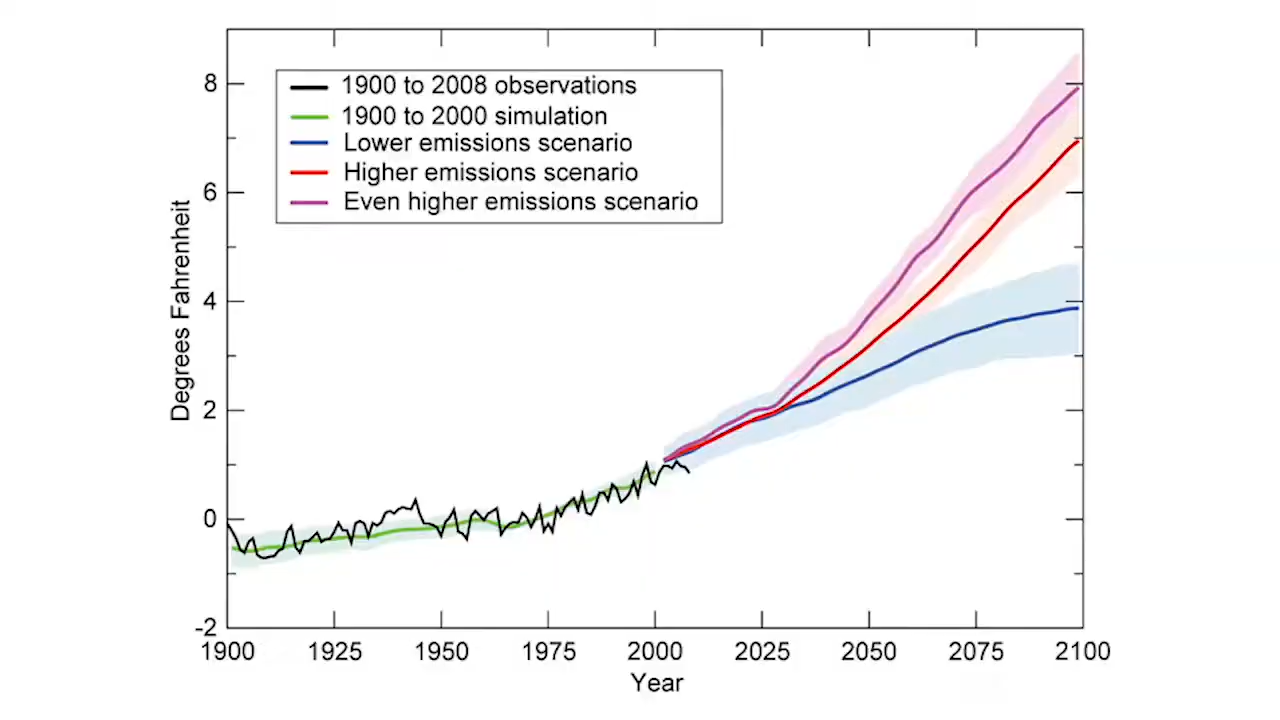 1900 to 2008 observations
1900 to 2000 simulation
Lower emissions scenario
Higher emissions scenario
Even higher emissions scenario
Degrees Fahrenheit
8
6
4
2
0
-2
1900 1925 1950 1975 2000 2025 2050 2075 2100
Year